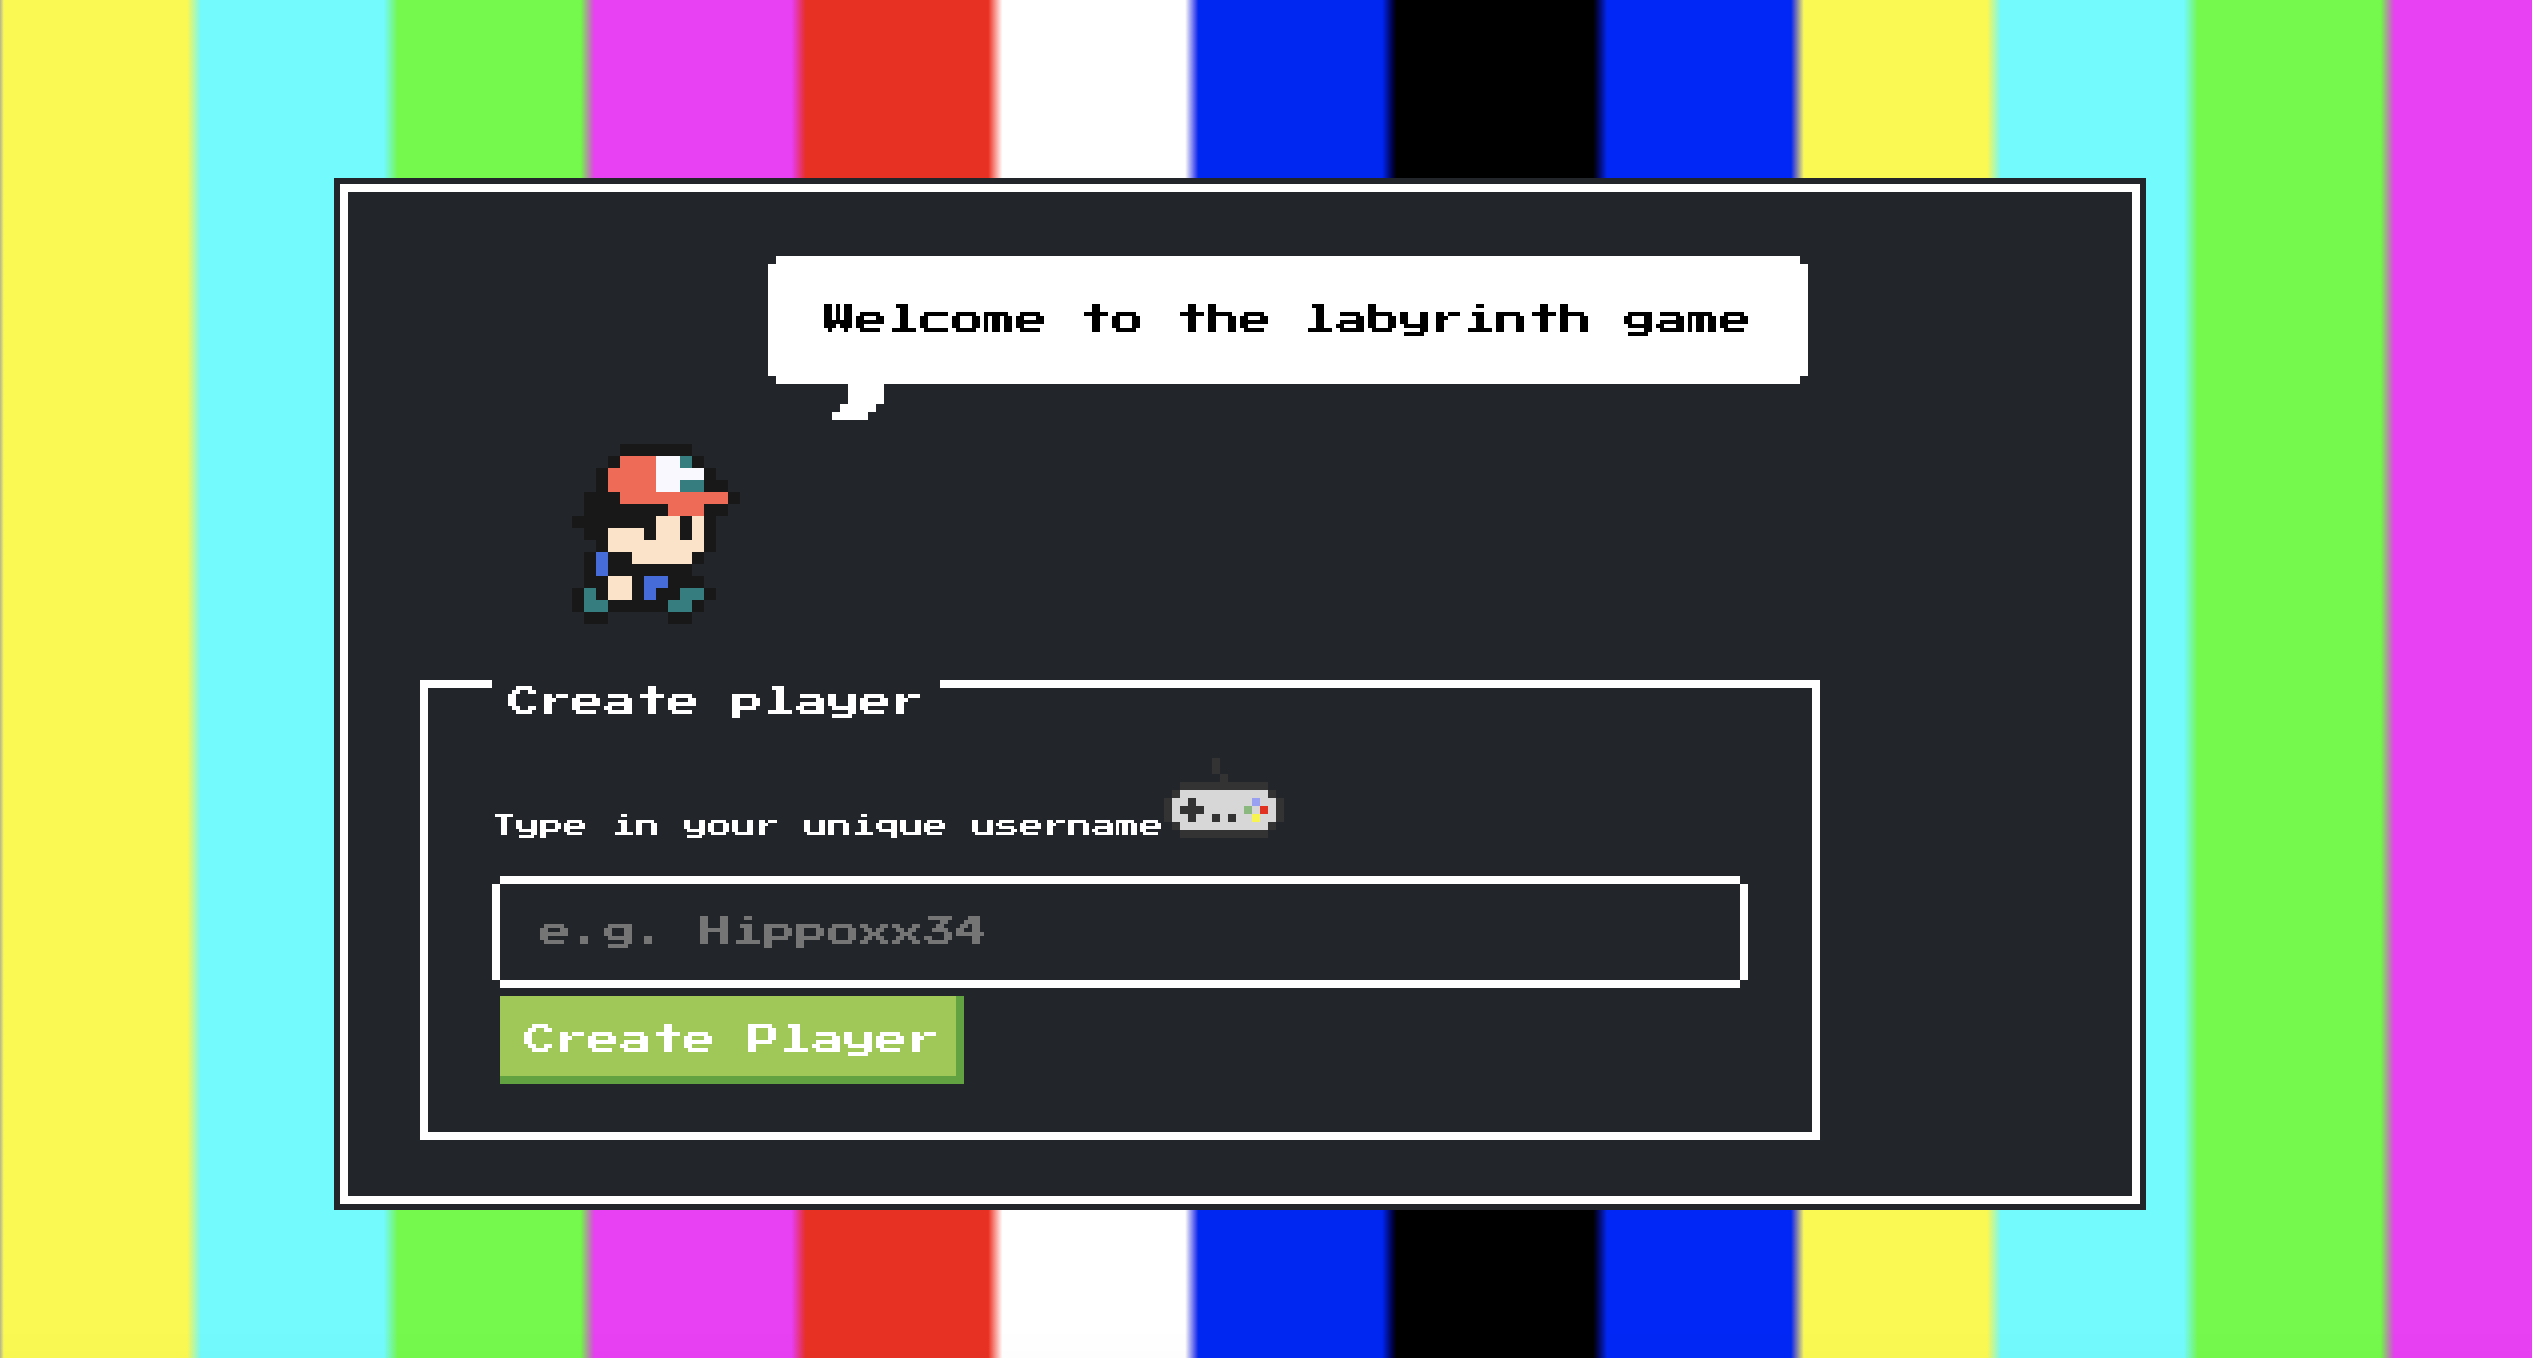 Welcome to the labyrinth game
Create player
Type in your unique username
e.g. Hippoxx34
Create Player